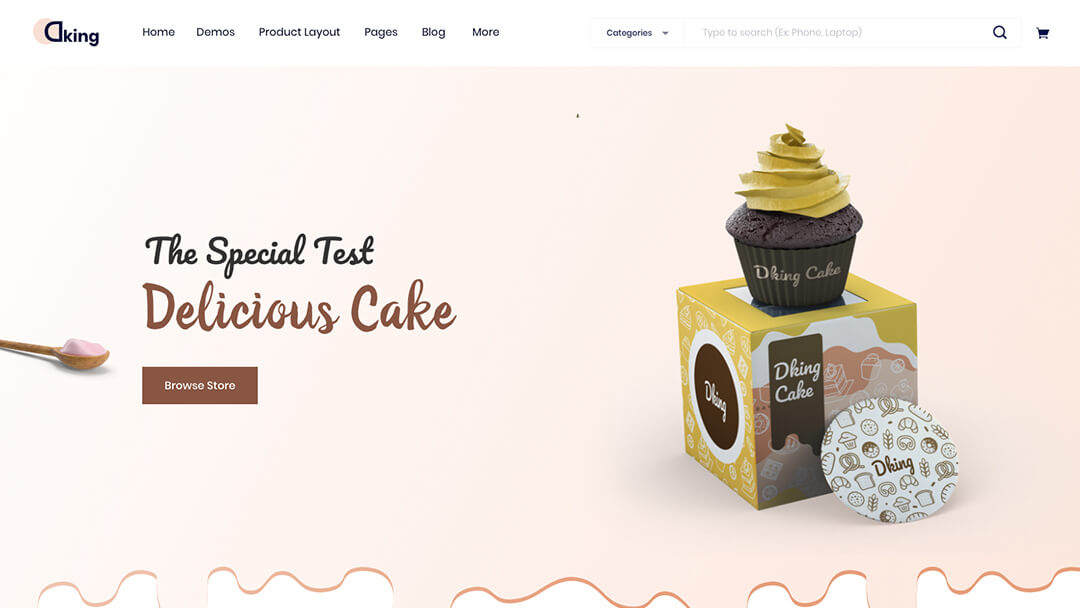 Dking
Home Demos Product Layout Pages Blog More
Categories
Type to search (Ex: Phone, Laptop)
The Special Test
Delicious Cake
Browse Store
Dking Cake
Dking
Cake
Dking
Dking